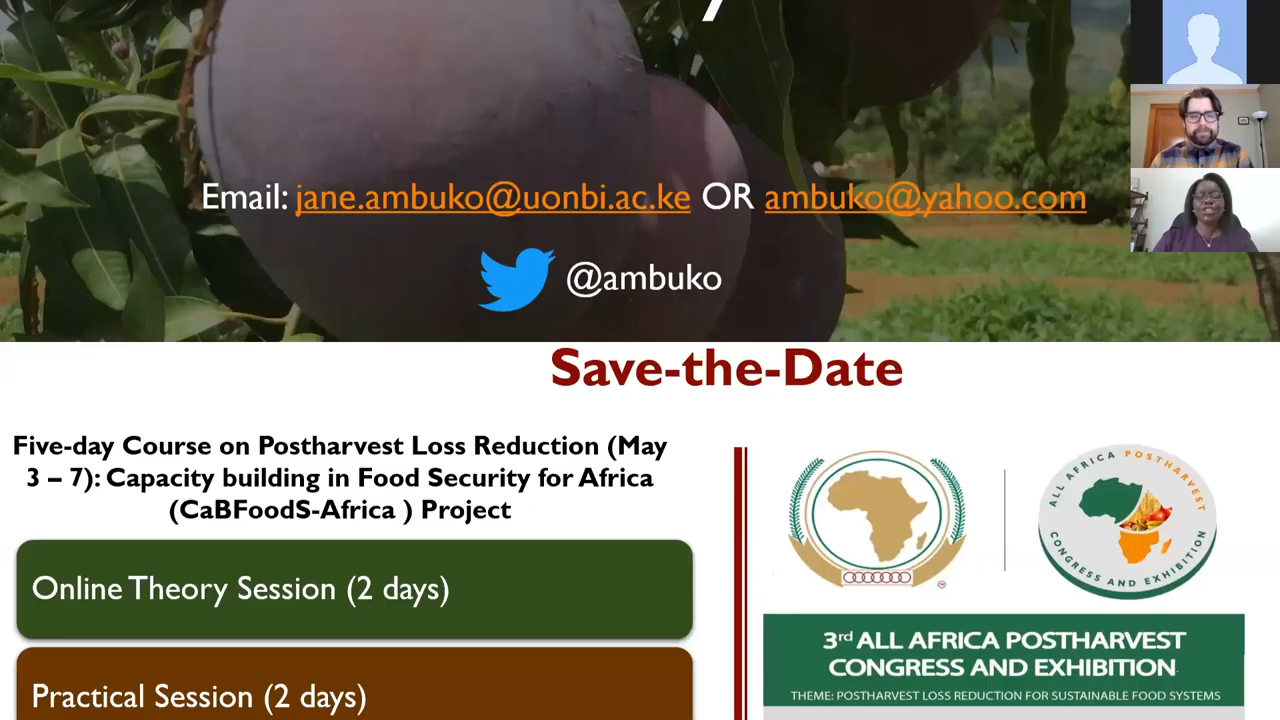 Email: jane.ambuko@uonbi.ac.ke OR ambuko@yahoo.com
@ambuko
Save-the-Date
Five-day Course on Postharvest Loss Reduction (May
3 – 7): Capacity building in Food Security for Africa
(CaBFoodS-Africa ) Project
Online Theory Session (2 days)
Practical Session (2 days)
ALL AFRICA POSTHARVEST
CONGRESS AND EXHIBITION
3rd ALL AFRICA POSTHARVEST
CONGRESS AND EXHIBITION
THEME: POSTHARVEST LOSS REDUCTION FOR SUSTAINABLE FOOD SYSTEMS